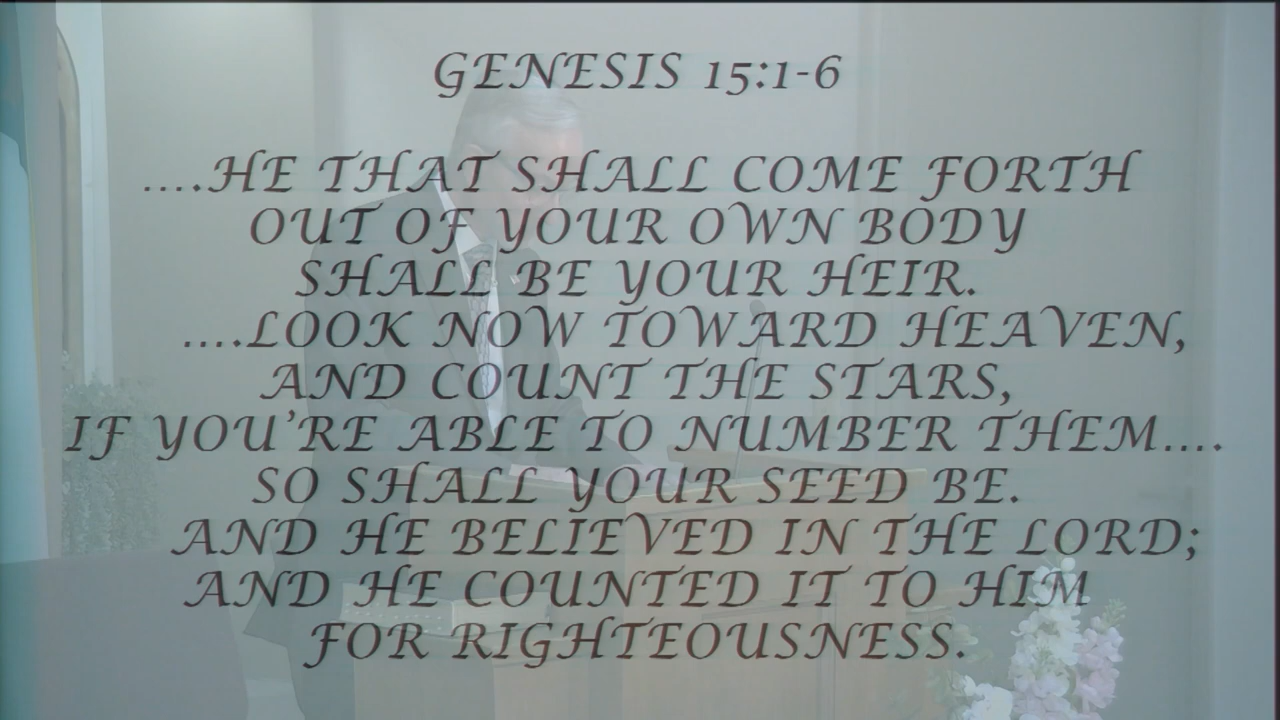 GENESIS 15:1-6
....HE THAT SHALL COME FORTH
OUT OF YOUR OWN BODY
SHALL BE YOUR HEIR.
....LOOK NOW TOWARD HEAVEN,
AND COUNT THE STARS,
IF YOU'RE ABLE TO NUMBER THEM....
SO SHALL YOUR SEED BE.
AND HE BELIEVED IN THE LORD;
AND HE COUNTED IT TO HIM
FOR RIGHTEOUSNESS.